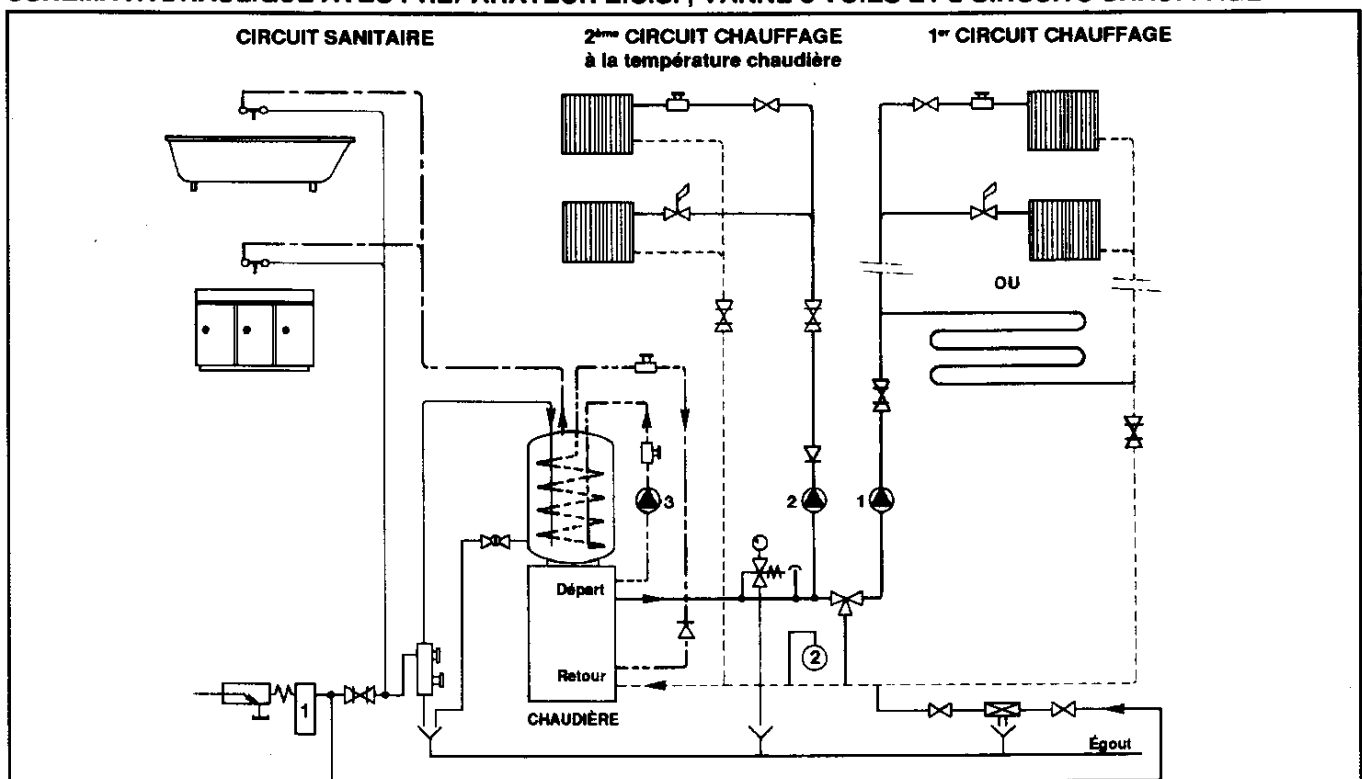 CIRCUIT SANITAIRE
2ème CIRCUIT CHAUFFAGE
à la température chaudière
1er CIRCUIT CHAUFFAGE
OU
3
2
1
Départ
2
Retour
1
CHAUDIÈRE
Égout